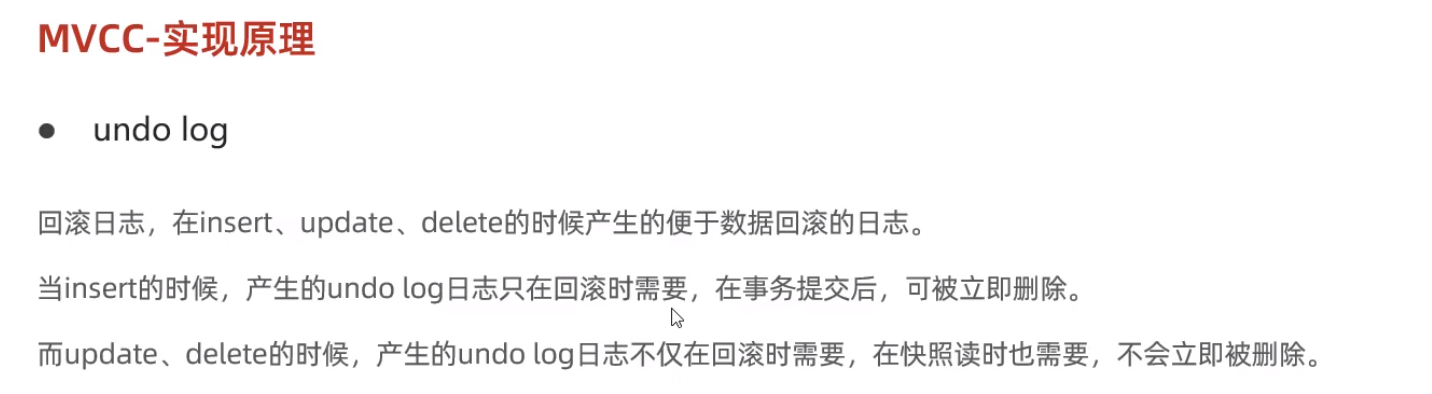 MVCC-实现原理
● undo log
回滚日志，在insert、update、delete的时候产生的便于数据回滚的日志。
当insert的时候，产生的undo log日志只在回滚时需要，在事务提交后，可被立即删除。
而update、delete的时候，产生的undo log日志不仅在回滚时需要，在快照读时也需要，不会立即被删除。